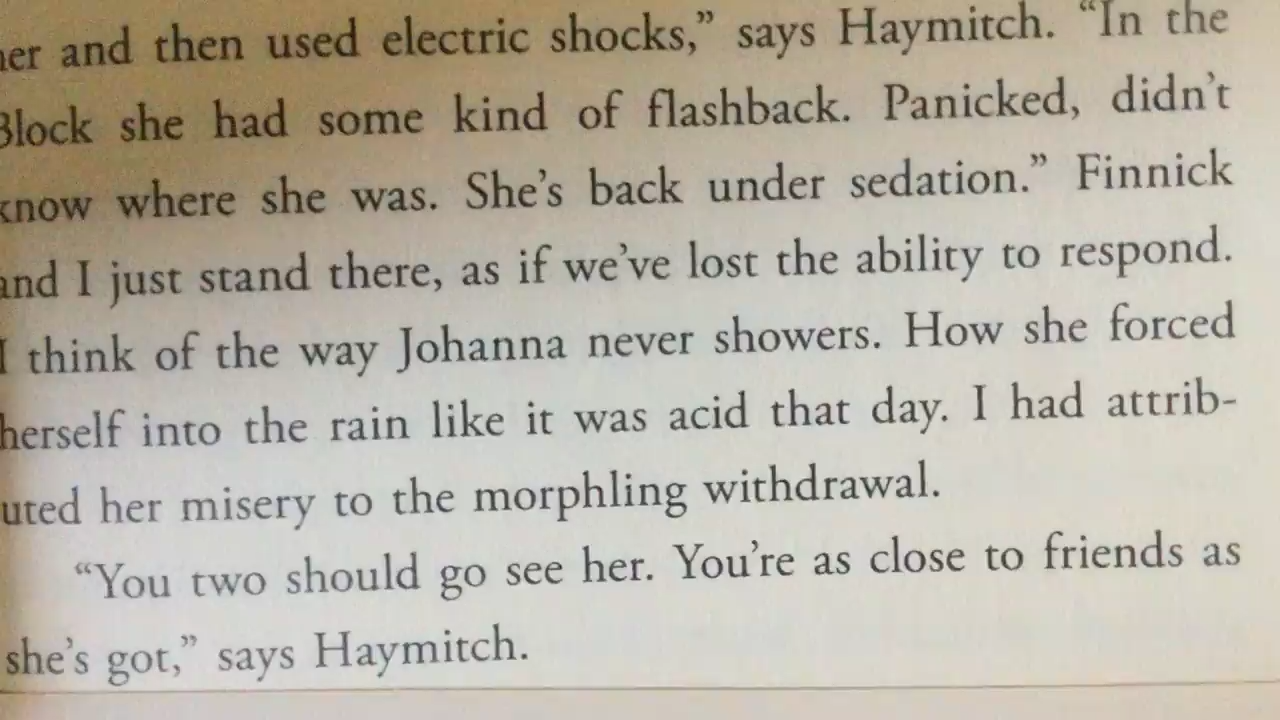 er and then used electric shocks,” says Haymitch. “In the
Block she had some kind of flashback. Panicked, didn’t
know where she was. She’s back under sedation.” Finnick
and I just stand there, as if we’ve lost the ability to respond.
I think of the way Johanna never showers. How she forced
herself into the rain like it was acid that day. I had attrib-
uted her misery to the morphling withdrawal.
“You two should go see her. You’re as close to friends as
she’s got,” says Haymitch.